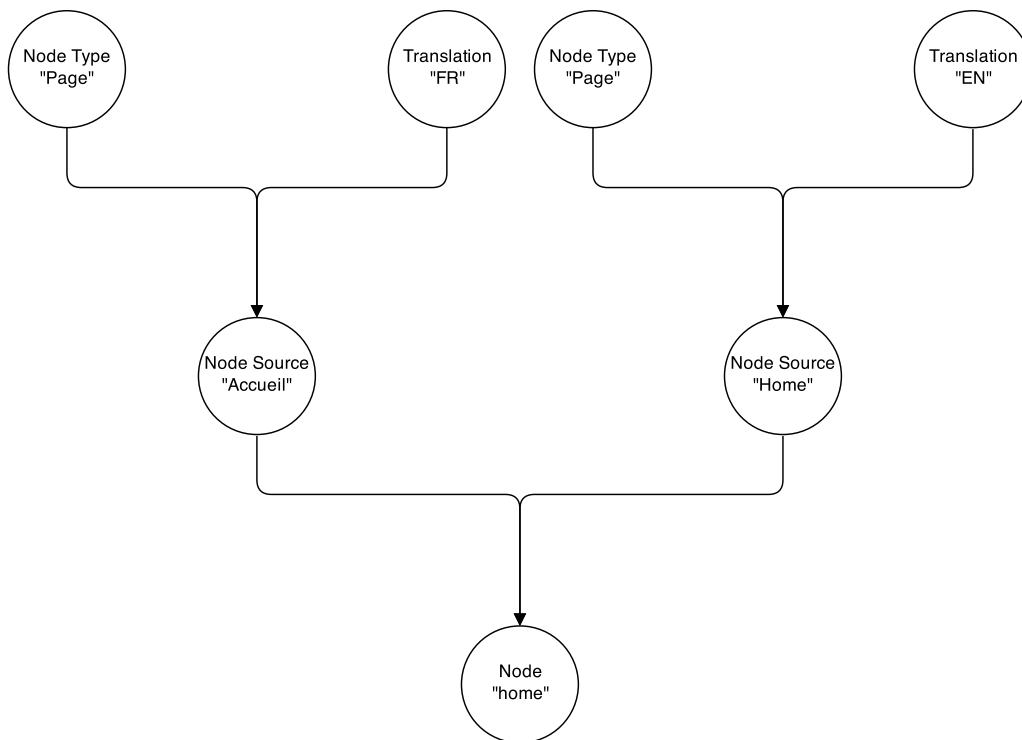 Node Type
"Page"
Translation
"FR"
Node Type
"Page"
Translation
"EN"
Node Source
"Accueil"
Node Source
"Home"
Node
"home"